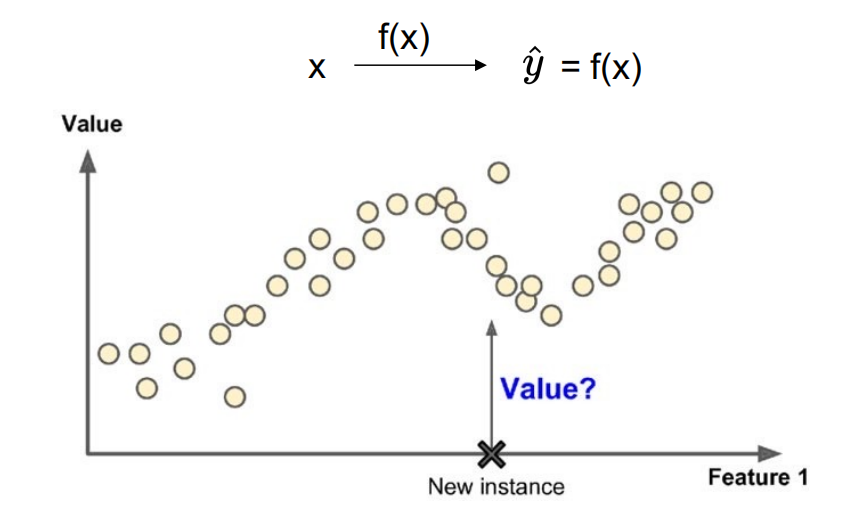 f(x)
x ŷ = f(x)
Value
Value?
New instance
Feature 1